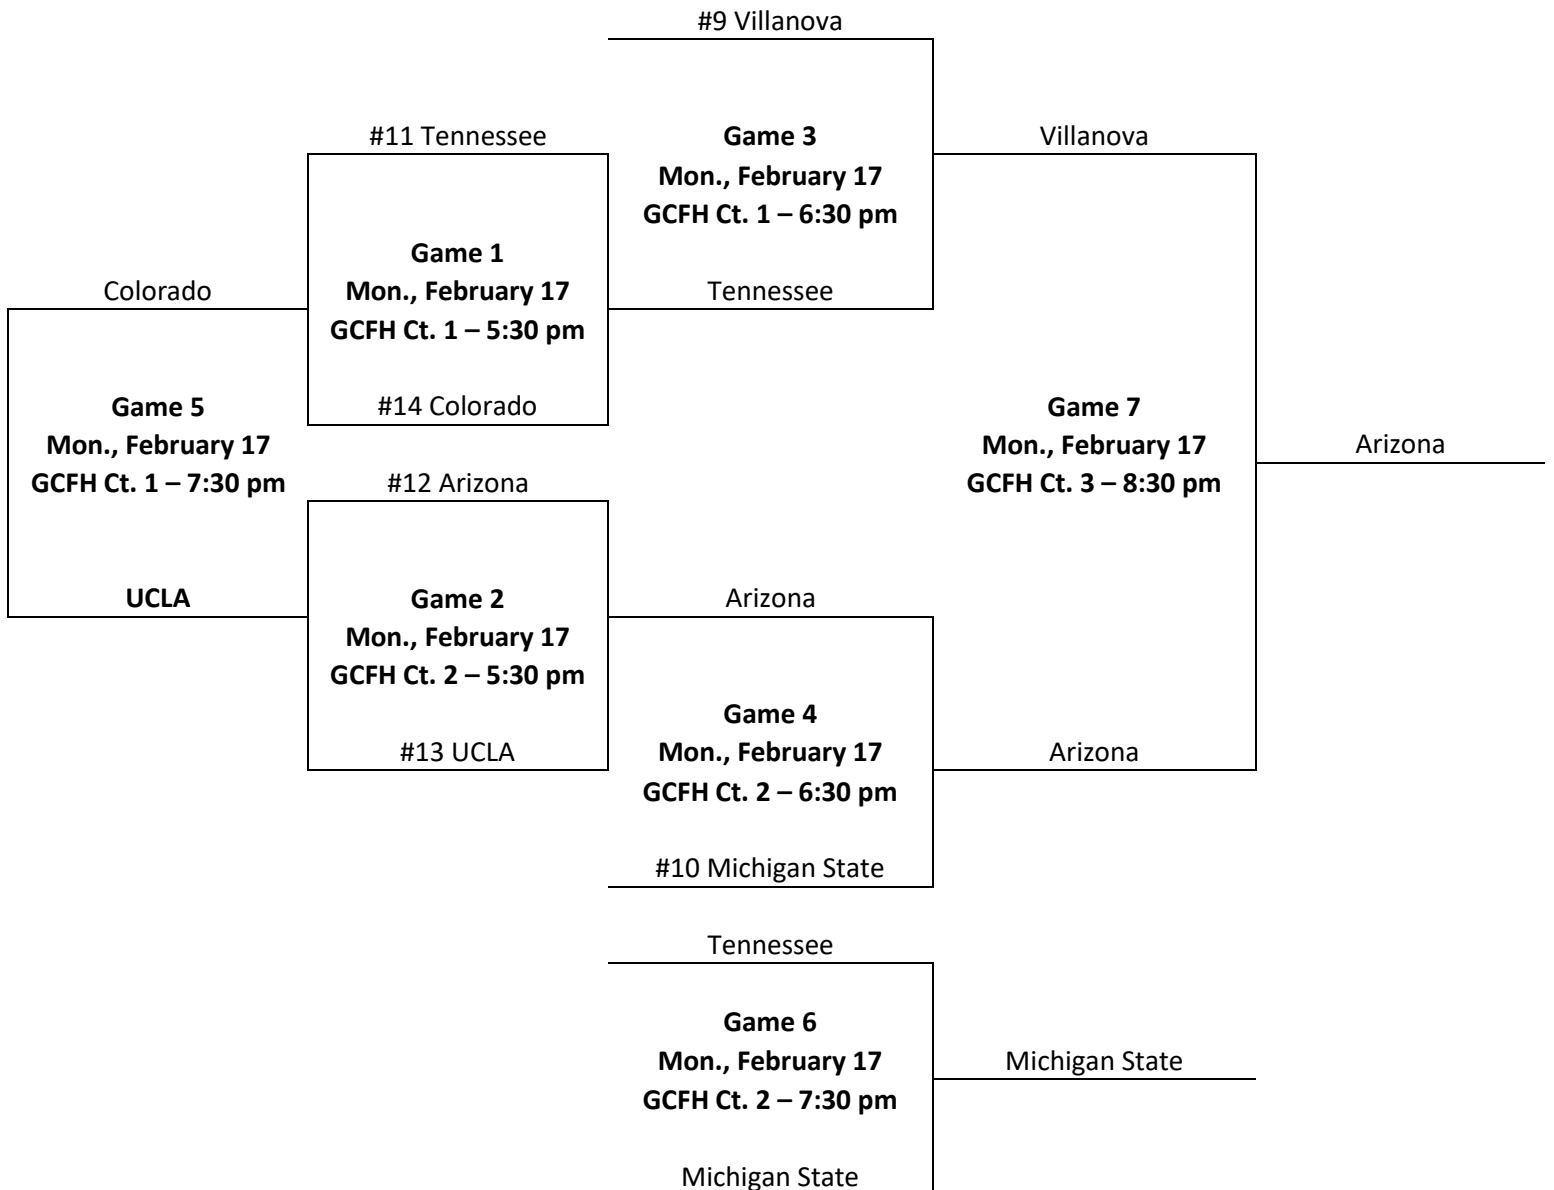 #9 Villanova
#11 Tennessee
Game 3
Mon., February 17
GCFH Ct. 1 – 6:30 pm
Villanova
Game 1
Mon., February 17
GCFH Ct. 1 – 5:30 pm
Colorado
Tennessee
#14 Colorado
Game 5
Mon., February 17
GCFH Ct. 1 – 7:30 pm
Game 7
Mon., February 17
GCFH Ct. 3 – 8:30 pm
Arizona
#12 Arizona
UCLA
Game 2
Mon., February 17
GCFH Ct. 2 – 5:30 pm
Arizona
#13 UCLA
Game 4
Mon., February 17
GCFH Ct. 2 – 6:30 pm
Arizona
#10 Michigan State
Tennessee
Game 6
Mon., February 17
GCFH Ct. 2 – 7:30 pm
Michigan State
Michigan State